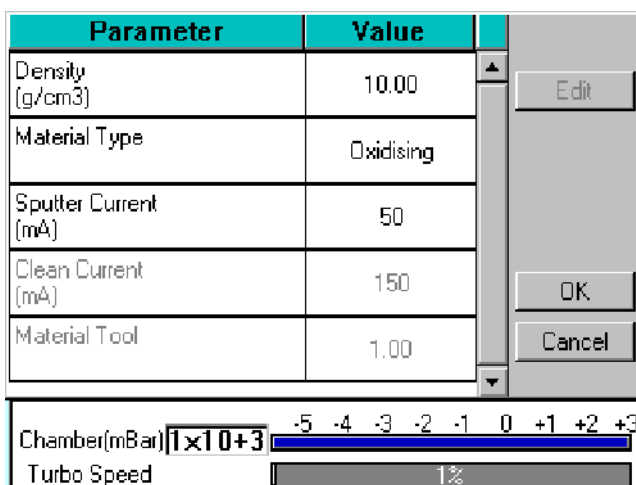 Parameter Value
Density
(g/cm3)
10.00
Edit
Material Type
Oxidising
Sputter Current
(mA)
50
Clean Current
(mA)
150
OK
Material Tool
1.00
Cancel
-5 -4 -3 -2 -1 0 +1 +2 +3
Chamber(mBar) 1x10+3
Turbo Speed 1%